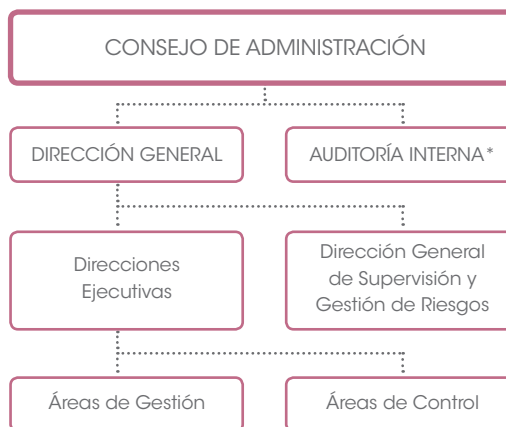 CONSEJO DE ADMINISTRACIÓN
DIRECCIÓN GENERAL
AUDITORÍA INTERNA*
Direcciones
Ejecutivas
Dirección General
de Supervisión y
Gestión de Riesgos
Áreas de Gestión
Áreas de Control